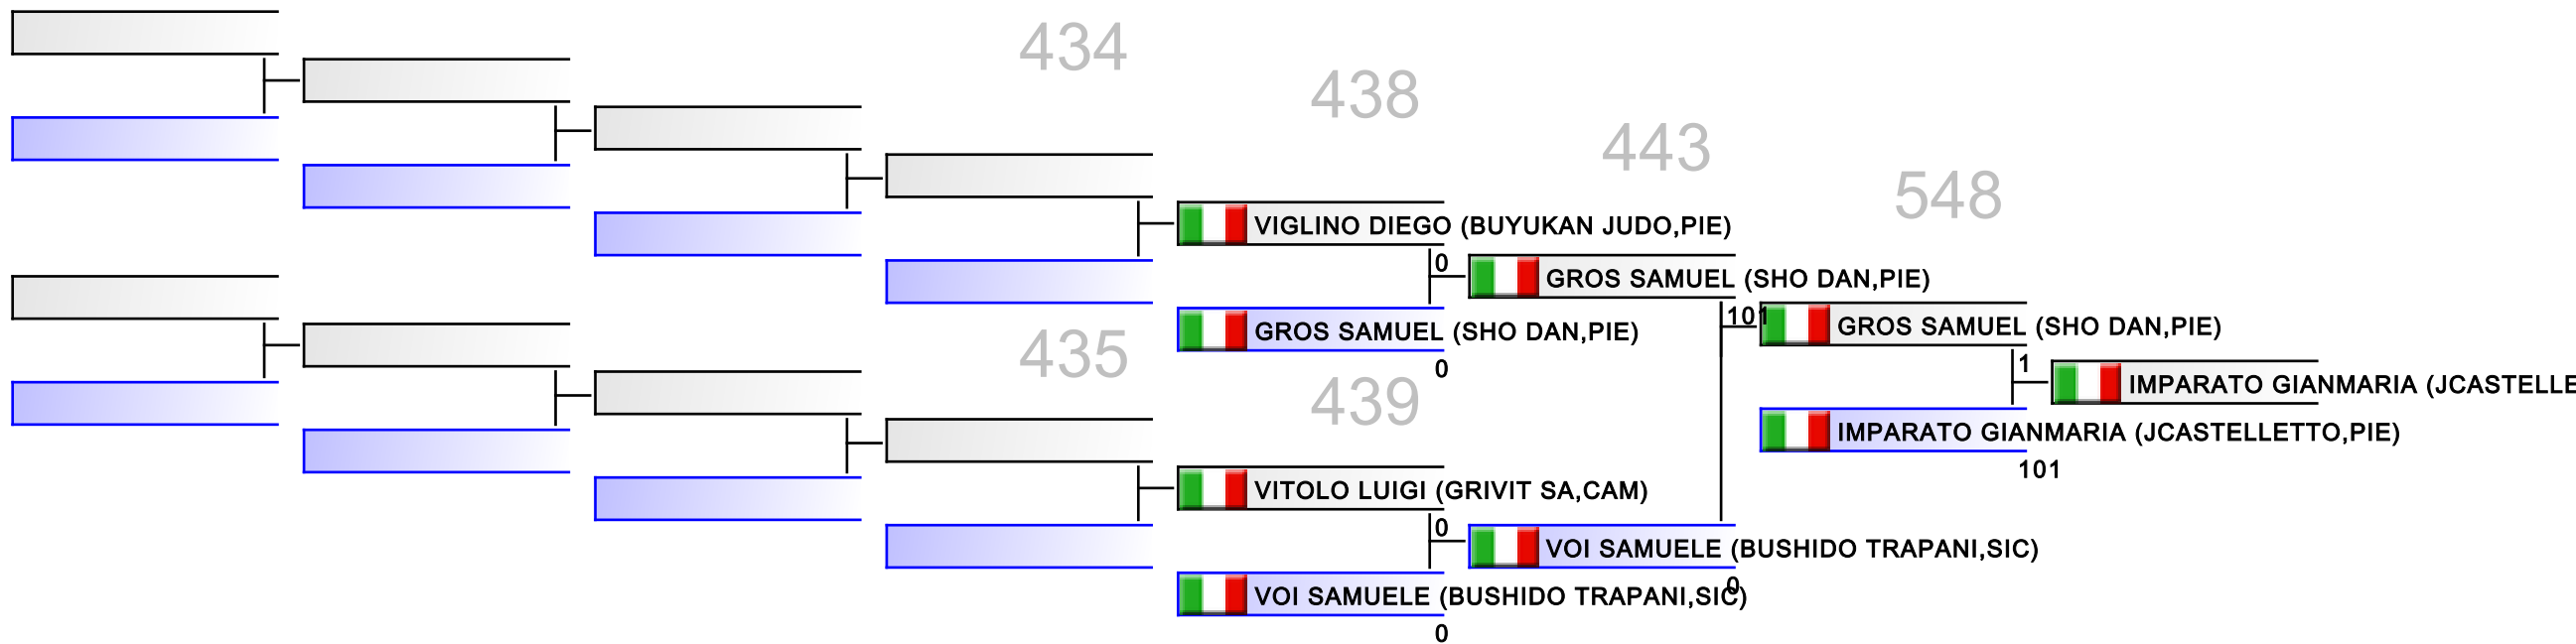 434
438
443
548
VIGLINO DIEGO (BUYUKAN JUDO,PIE)
0
GROS SAMUEL (SHO DAN,PIE)
101
GROS SAMUEL (SHO DAN,PIE)
GROS SAMUEL (SHO DAN,PIE)
0
1
IMPARATO GIANMARIA (JCASTELLE
435
439
IMPARATO GIANMARIA (JCASTELLETTO,PIE)
101
VITOLO LUIGI (GRIVIT SA,CAM)
0
VOI SAMUELE (BUSHIDO TRAPANI,SIC)
0
VOI SAMUELE (BUSHIDO TRAPANI,SIC)
0